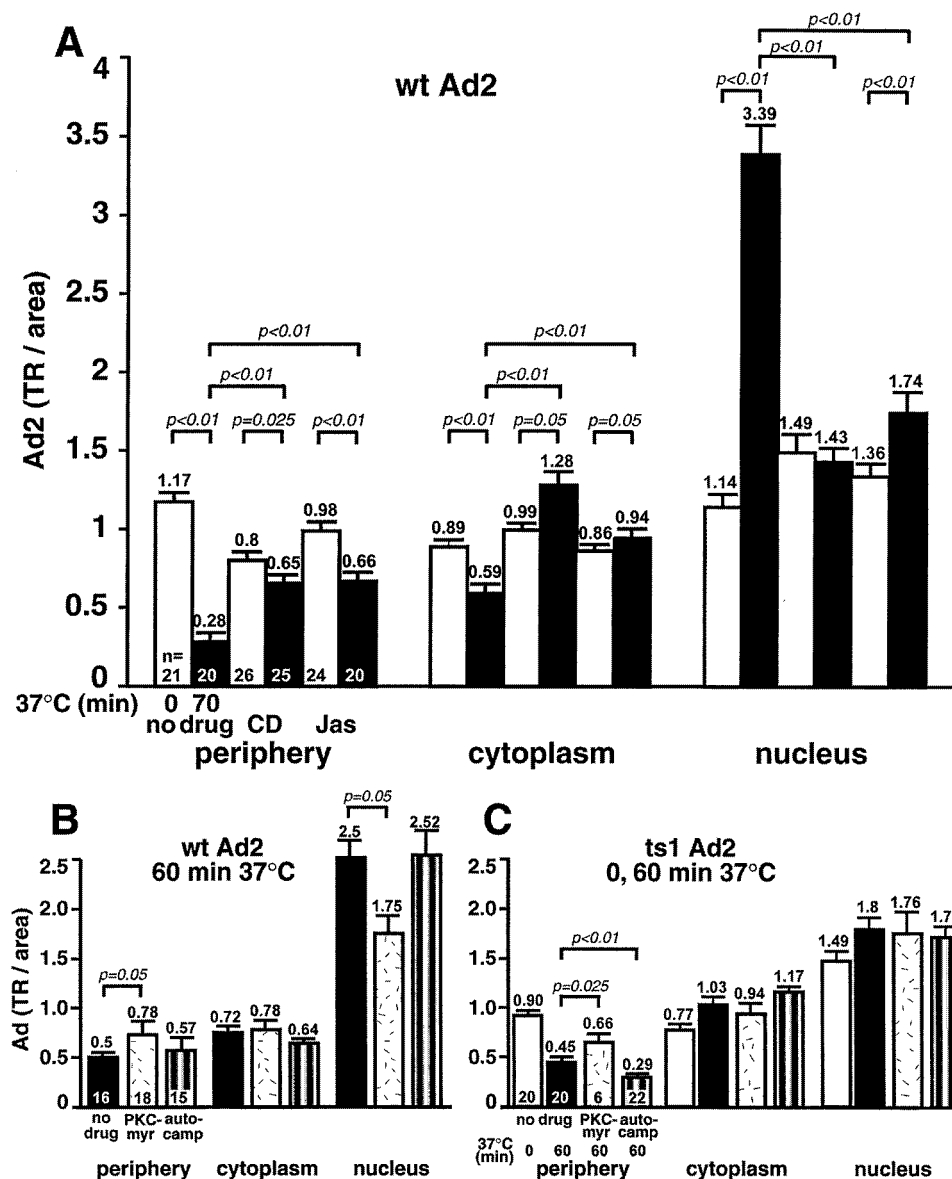 A
wt Ad2
Ad2 (TR / area)
4
3.5
3
2.5
2
1.5
1
0.5
0
p<0.01
p<0.01
p<0.01 p=0.025 p<0.01
1.17 0.28 0.8 0.65 0.98 0.66
n=
21 20 26 25 24 20
p<0.01
p<0.01
p<0.01 p=0.05 p=0.05
0.89 0.59 0.99 1.28 0.86 0.94
p<0.01
p<0.01
p<0.01 p<0.01
1.14 3.39 1.49 1.43 1.36 1.74
37°C (min) 0 70
no drug CD Jas
periphery cytoplasm nucleus
B
wt Ad2
60 min 37°C
Ad (TR / area)
2.5
2.0
1.5
1.0
0.5
0
p=0.05
0.5 0.78 0.57
16 18 15
0.72 0.78 0.64
p=0.05
2.5 1.75 2.52
no PKC- auto-
drug myr camp
periphery cytoplasm nucleus
C
ts1 Ad2
0, 60 min 37°C
2.5
2.0
1.5
1.0
0.5
0
p<0.01
p=0.025
0.90 0.45 0.66 0.29
20 20 6 22
0.77 1.03 0.94 1.17
1.49 1.8 1.76 1.7
no drug PKC- auto-
myr camp
37°C
(min) 0 60 60 60
periphery cytoplasm nucleus